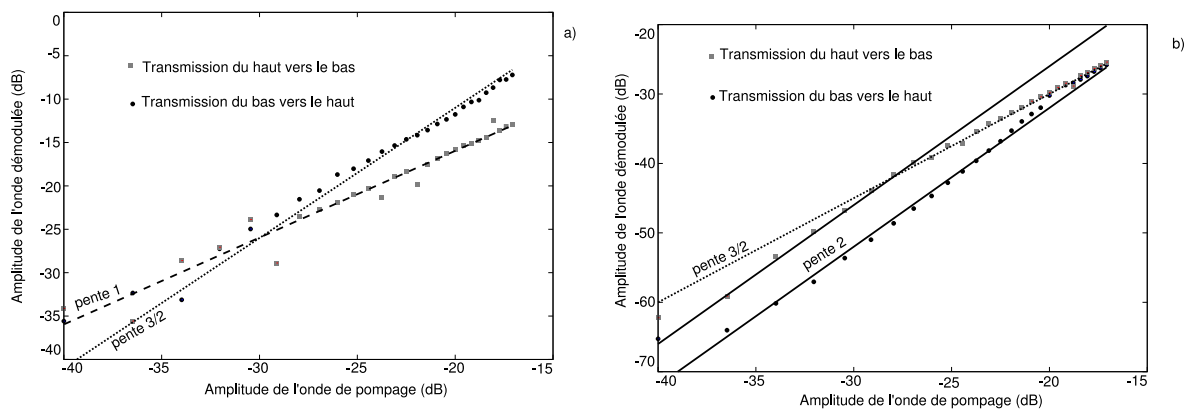 a)
Amplitude de l'onde démodulée (dB)
0
-5
-10
-15
-20
-25
-30
-35
-40
Transmission du haut vers le bas
Transmission du bas vers le haut
pente 1
pente 3/2
-40 -35 -30 -25 -20 -15
Amplitude de l'onde de pompage (dB)
b)
Amplitude de l'onde démodulée (dB)
-20
-30
-40
-50
-60
-70
Transmission du haut vers le bas
Transmission du bas vers le haut
pente 3/2
pente 2
-40 -35 -30 -25 -20 -15
Amplitude de l'onde de pompage (dB)